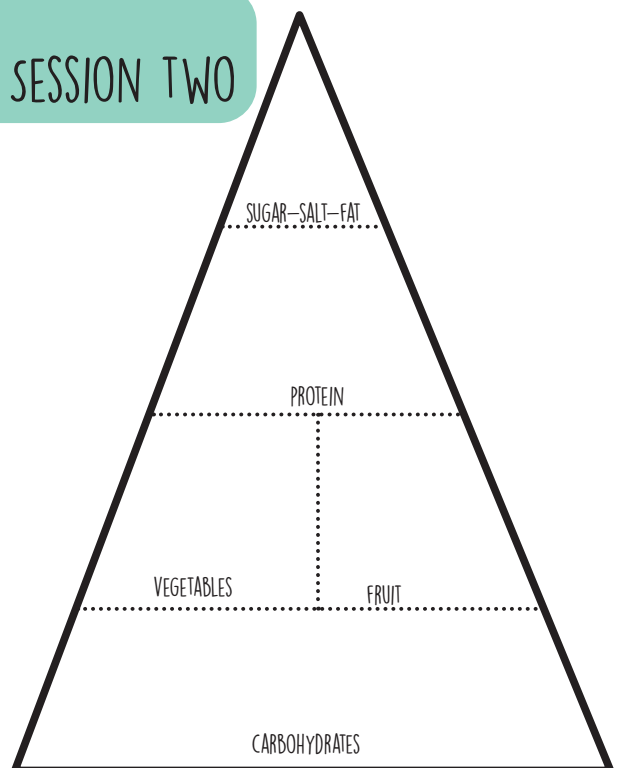 SESSION TWO
SUGAR–SALT–FAT
PROTEIN
VEGETABLES
FRUIT
CARBOHYDRATES